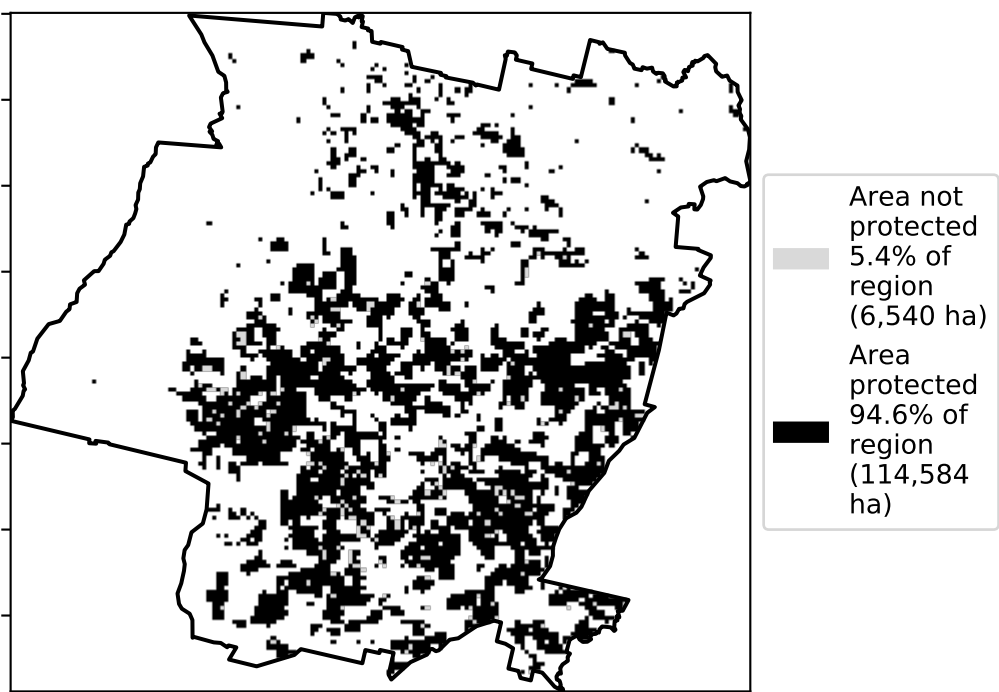 Area not
protected
5.4% of
region
(6,540 ha)
Area
protected
94.6% of
region
(114,584
ha)